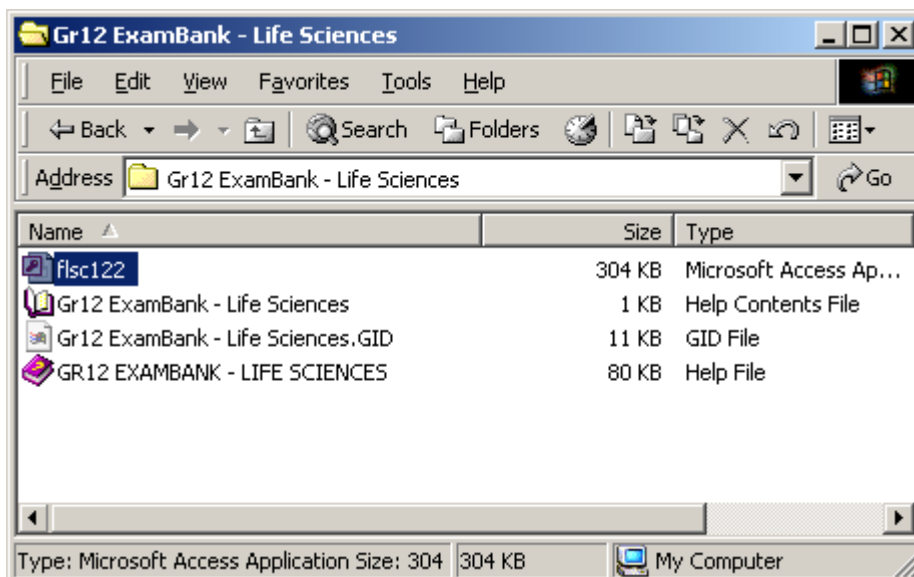 Gr12 ExamBank - Life Sciences
File Edit View Favorites Tools Help
Back Search Folders
Address Gr12 ExamBank - Life Sciences Go
Name Size Type
flsc122 304 KB Microsoft Access Ap...
Gr12 ExamBank - Life Sciences 1 KB Help Contents File
Gr12 ExamBank - Life Sciences.GID 11 KB GID File
GR12 EXAMBANK - LIFE SCIENCES 80 KB Help File
Type: Microsoft Access Application Size: 304 304 KB My Computer